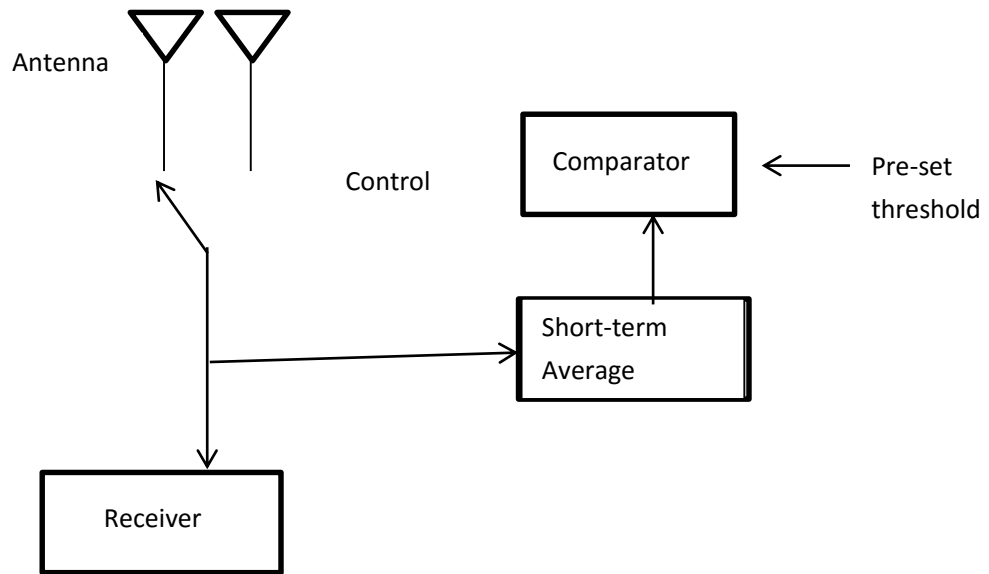 Antenna
Control
Comparator
Pre-set
threshold
Short-term
Average
Receiver